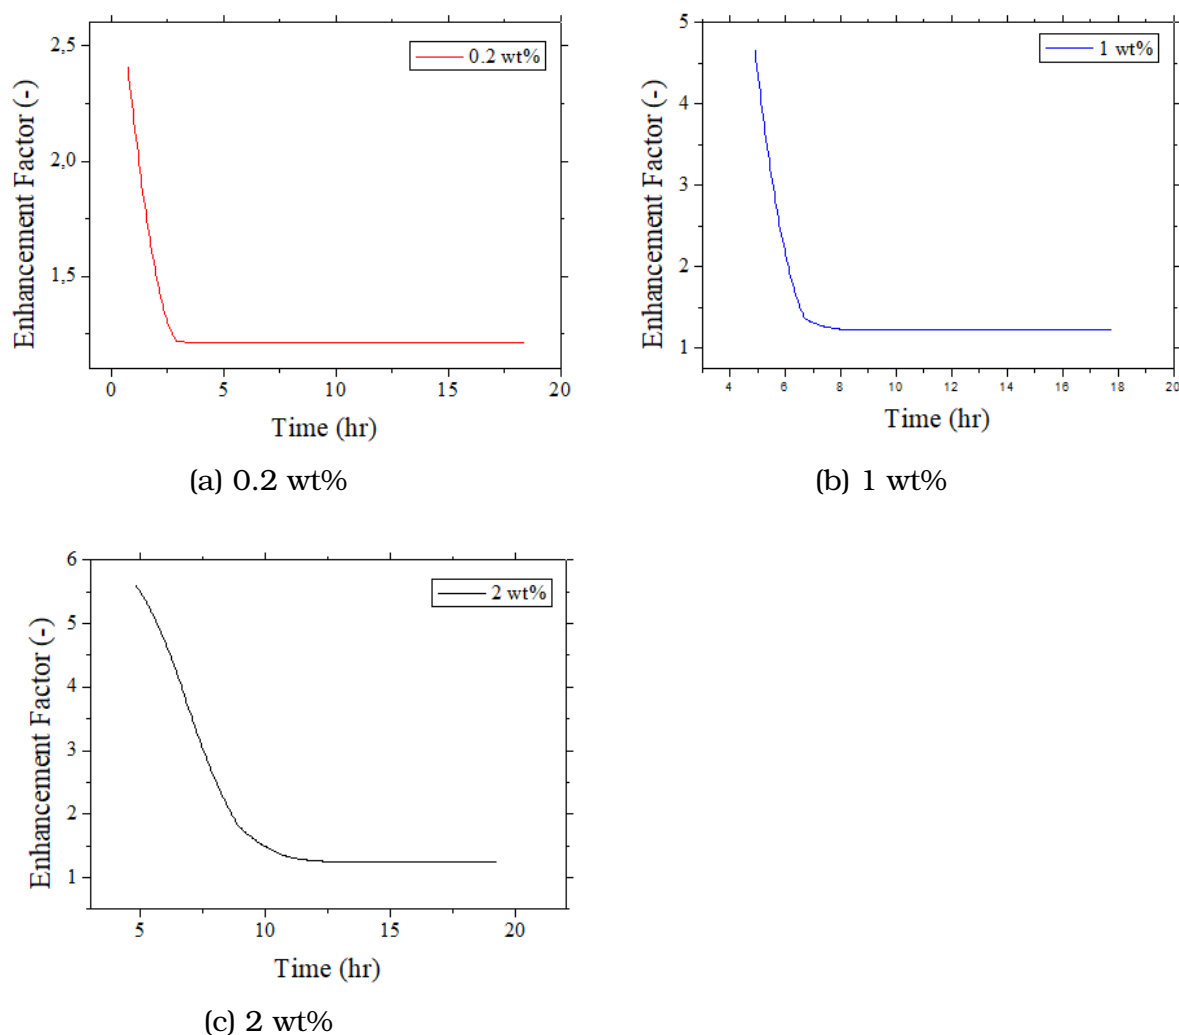 2,5
2,0
1,5
Enhancement Factor (-)
0.2 wt%
0 5 10 15 20
Time (hr)
(a) 0.2 wt%
5
4
3
2
1
Enhancement Factor (-)
1 wt%
4 6 8 10 12 14 16 18 20
Time (hr)
(b) 1 wt%
6
5
4
3
2
1
Enhancement Factor (-)
2 wt%
5 10 15 20
Time (hr)
(c) 2 wt%